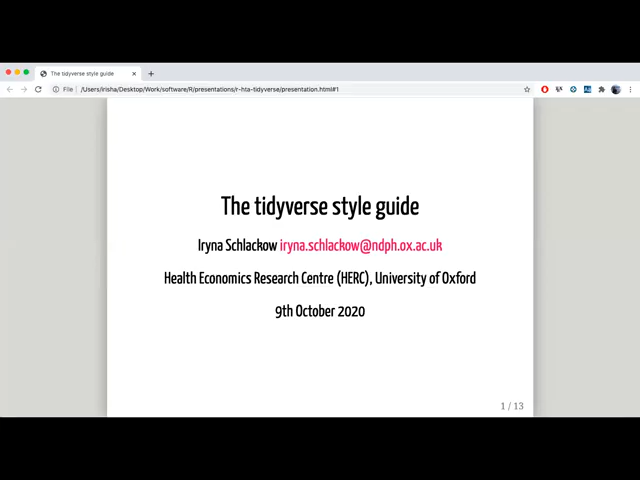 The tidyverse style guide
File /Users/irisha/Desktop/Work/software/R/presentations/r-hta-tidyverse/presentation.html#1
The tidyverse style guide
Iryna Schlackow iryna.schlackow@ndph.ox.ac.uk
Health Economics Research Centre (HERC), University of Oxford
9th October 2020
1 / 13